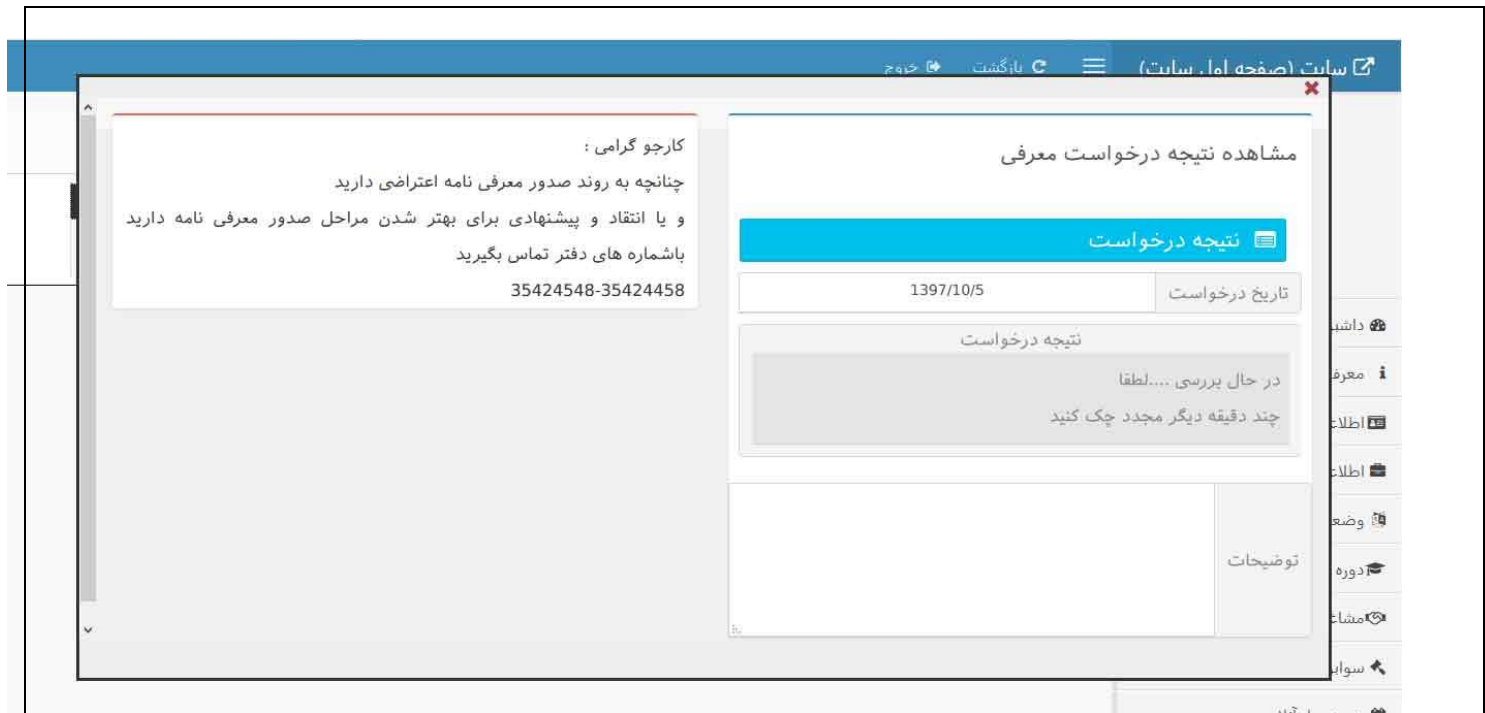 سایت (صفحه اول سایت)
بازگشت
خروج
مشاهده نتیجه درخواست معرفی
نتیجه درخواست
تاریخ درخواست
1397/10/5
نتیجه درخواست
در حال بررسی ....لطفا
چند دقیقه دیگر مجدد چک کنید
توضیحات
کارجو گرامی :
چنانچه به روند صدور معرفی نامه اعتراضی دارید
و یا انتقاد و پیشنهادی برای بهتر شدن مراحل صدور معرفی نامه دارید
باشماره های دفتر تماس بگیرید
35424548-35424458
دوره